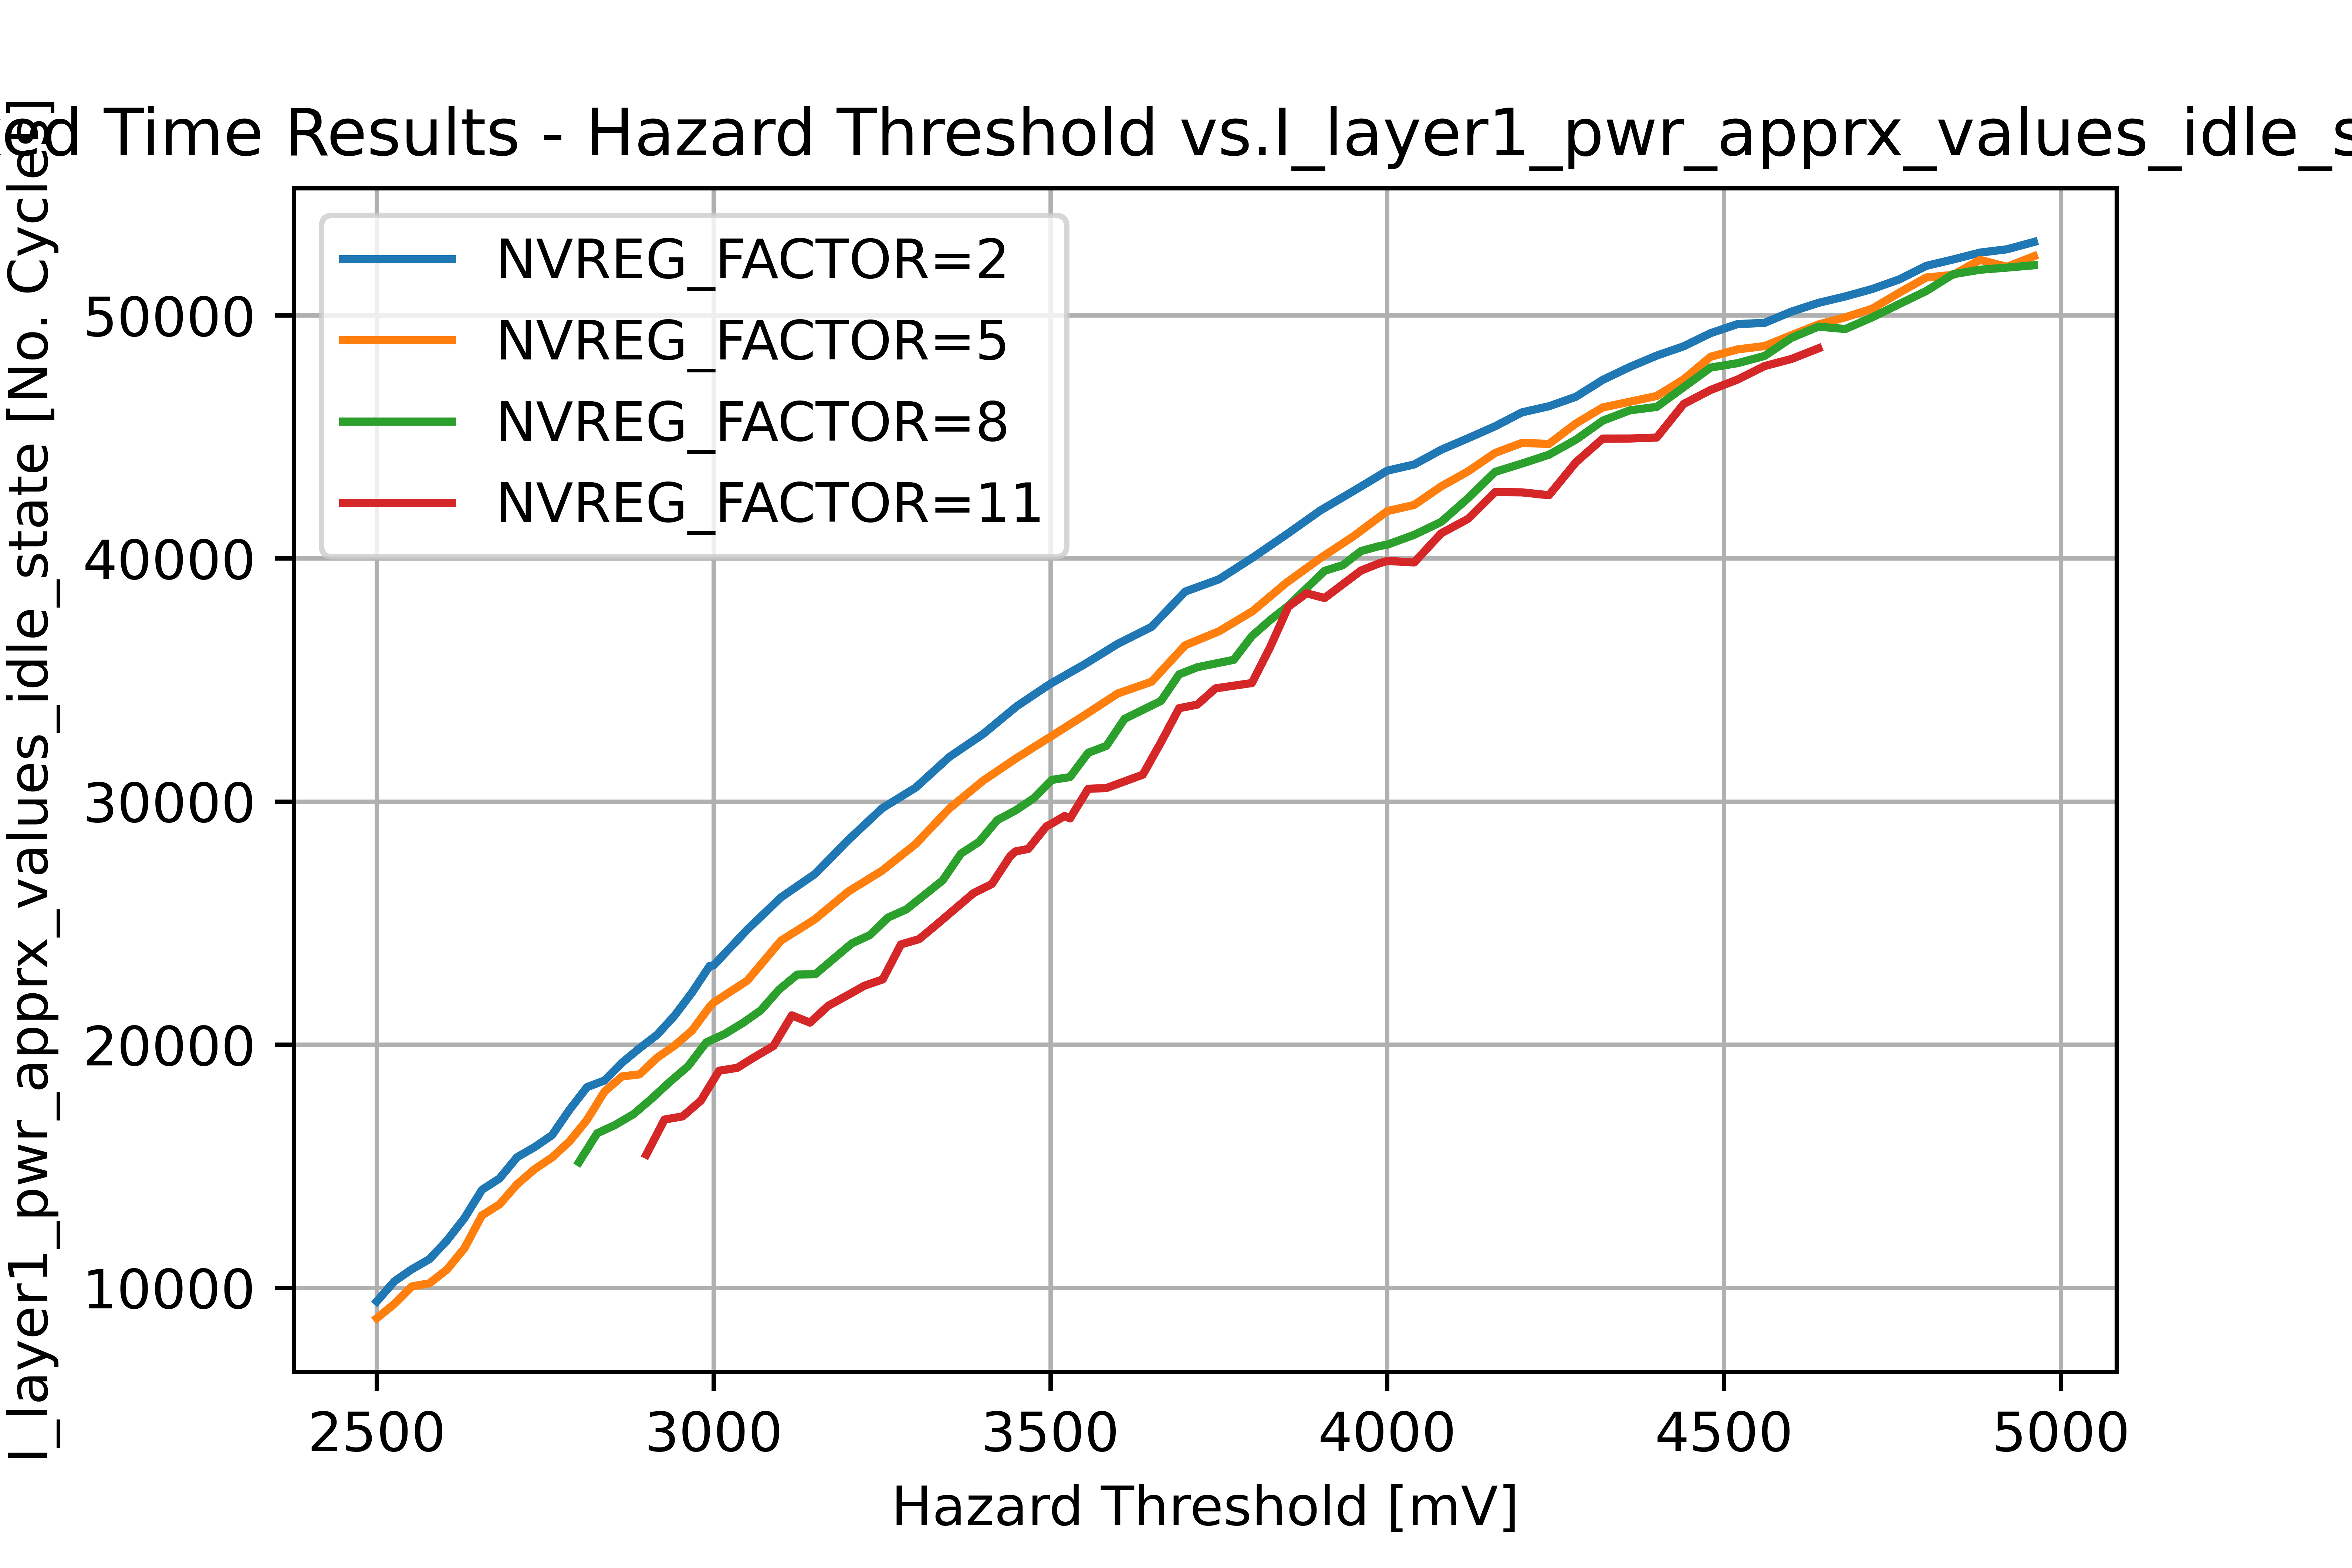 Time Results - Hazard Threshold vs.I_layer1_pwr_apprx_values_idle_s
I_layer1_pwr_apprx_values_idle_state [No. Cycles]
NVREG_FACTOR=2
NVREG_FACTOR=5
NVREG_FACTOR=8
NVREG_FACTOR=11
50000
40000
30000
20000
10000
2500 3000 3500 4000 4500 5000
Hazard Threshold [mV]